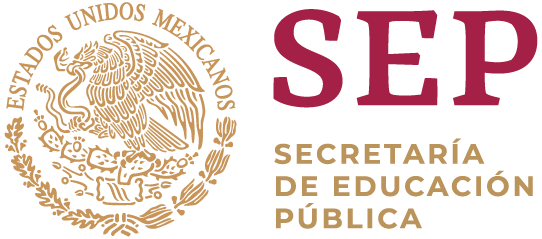 ESTADOS UNIDOS MEXICANOS
SEP
SECRETARÍA
DE EDUCACIÓN
PÚBLICA